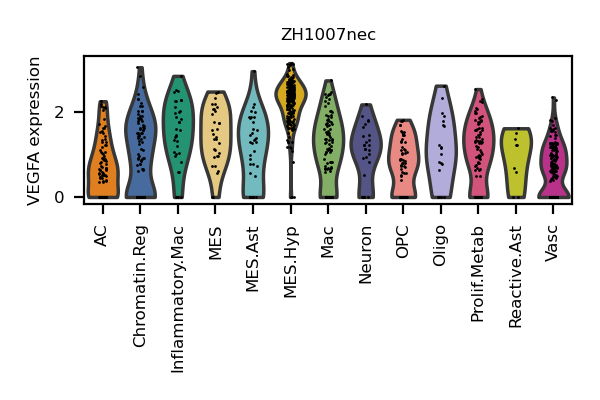 ZH1007nec
VEGFA expression
2
0
AC
Chromatin.Reg
Inflammatory.Mac
MES
MES.Ast
MES.Hyp
Mac
Neuron
OPC
Oligo
Prolif.Metab
Reactive.Ast
Vasc